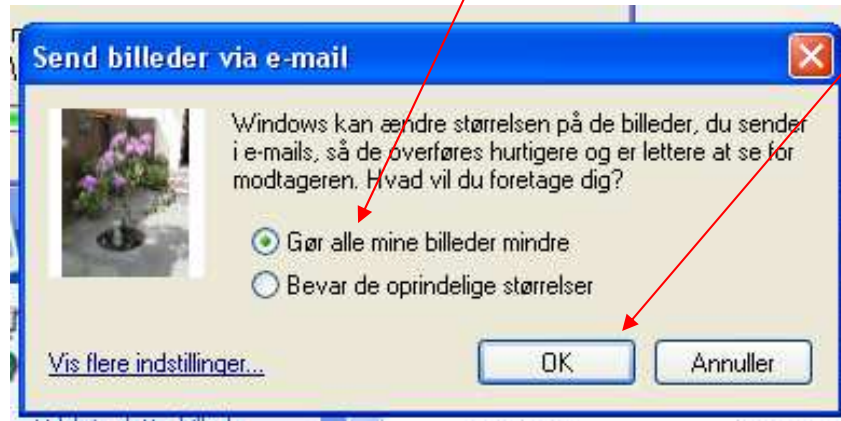 Send billeder via e-mail
Windows kan ændre størrelsen på de billeder, du sender
i e-mails, så de overføres hurtigere og er lettere at se for
modtageren. Hvad vil du foretage dig?
Gør alle mine billeder mindre
Bevar de oprindelige størrelser
Vis flere indstillinger...
OK
Annuller